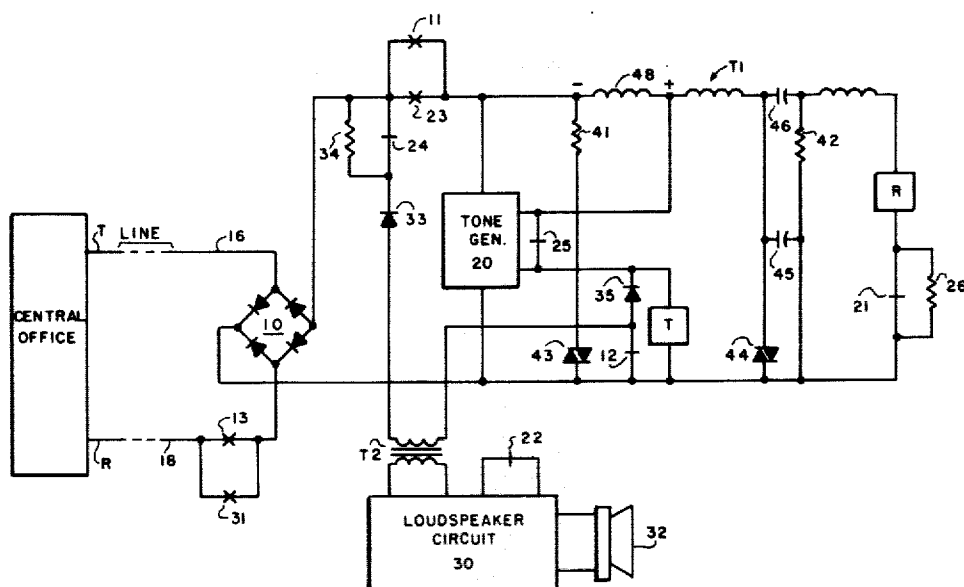 11
23
34
24
33
48
T1
41
46
42
R
TONE
GEN.
20
25
35
T
45
21
26
43
12
44
T
LINE
16
CENTRAL
OFFICE
10
13
R
18
31
T2
22
LOUDSPEAKER
CIRCUIT
30
32
- +